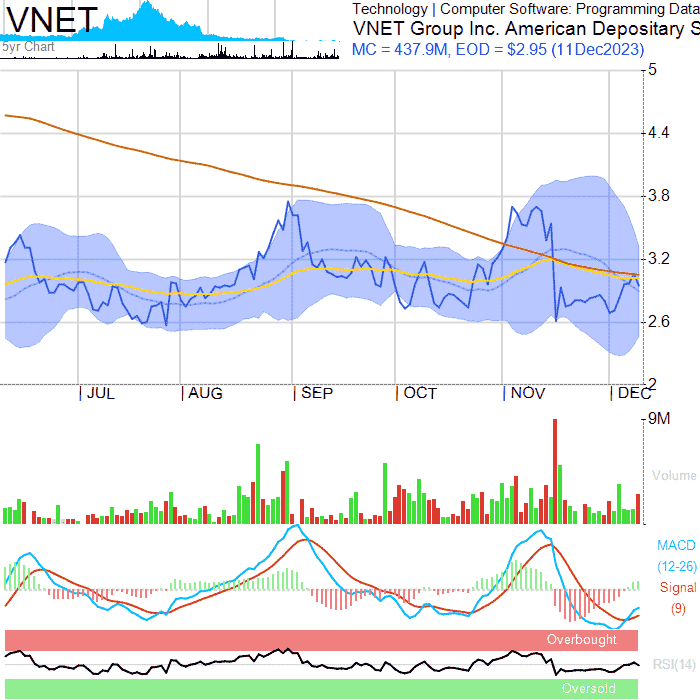 VNET
5yr Chart
Technology | Computer Software: Programming Data
VNET Group Inc. American Depositary S
MC = 437.9M, EOD = $2.95 (11Dec2023)
5
4.4
3.8
3.2
2.6
2
| JUL
| AUG
| SEP
| OCT
| NOV
| DEC
9M
Volume
MACD
(12-26)
Signal
(9)
Overbought
RSI(14)
Oversold